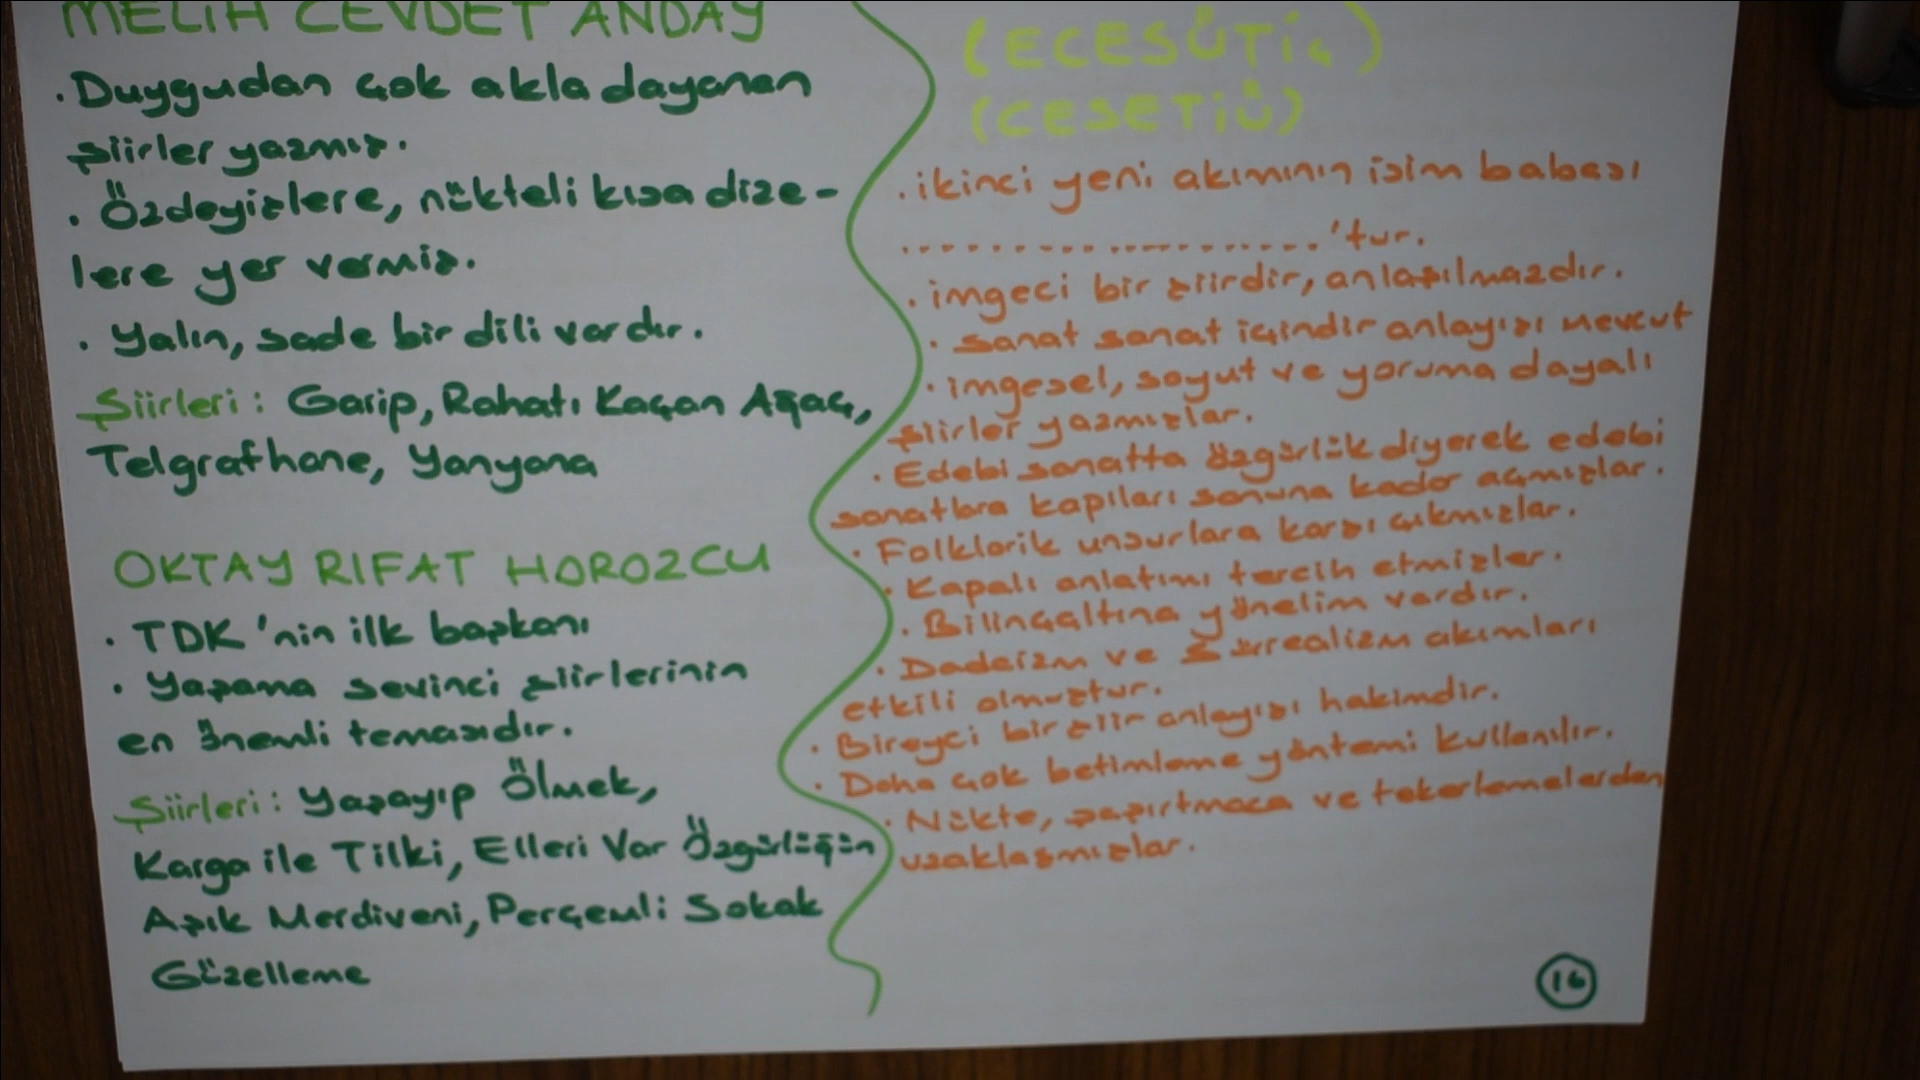 MELİH CEVDET ANDAY
. Duygudan çok akla dayanan
şiirler yazmış.
. Özdeyişlere, nükteli kısa dize-
lere yer vermiş.
. Yalın, sade bir dili vardır.
Şiirleri: Garip, Rahatı Kaçan Ağaç,
Telgrafhane, Yanyana
OKTAY RIFAT HOROZCU
. TDK'nin ilk başkanı
. Yaşama sevinci şiirlerinin
en önemli temasıdır.
Şiirleri: Yaşayıp Ölmek,
Karga ile Tilki, Elleri Var Özgürlüğün
Aşık Merdiveni, Perçemli Sokak
Güzelleme
(ECESÜTİ)
(CESETİÜ)
. ikinci yeni akımının isim babası
...................'tur.
. imgeci bir şiirdir, anlaşılmazdır.
. Sanat sanat içindir anlayışı mevcut
. imgesel, soyut ve yoruma dayalı
şiirler yazmışlar.
. Edebi sanatta özgürlük diyerek edebi
sanatlara kapıları sonuna kadar açmışlar.
. Folklorik unsurlara karşı çıkmışlar.
. Kapalı anlatımı tercih etmişler.
. Bilinçaltına yönelim vardır.
. Dadaizm ve Sürrealizm akımları
etkili olmuştur.
. Bireyci bir şiir anlayışı hakimdir.
. Daha çok betimleme yöntemi kullanılır.
. Nükte, şaşırtmaca ve tekerlemelerden
uzaklaşmışlar.
16